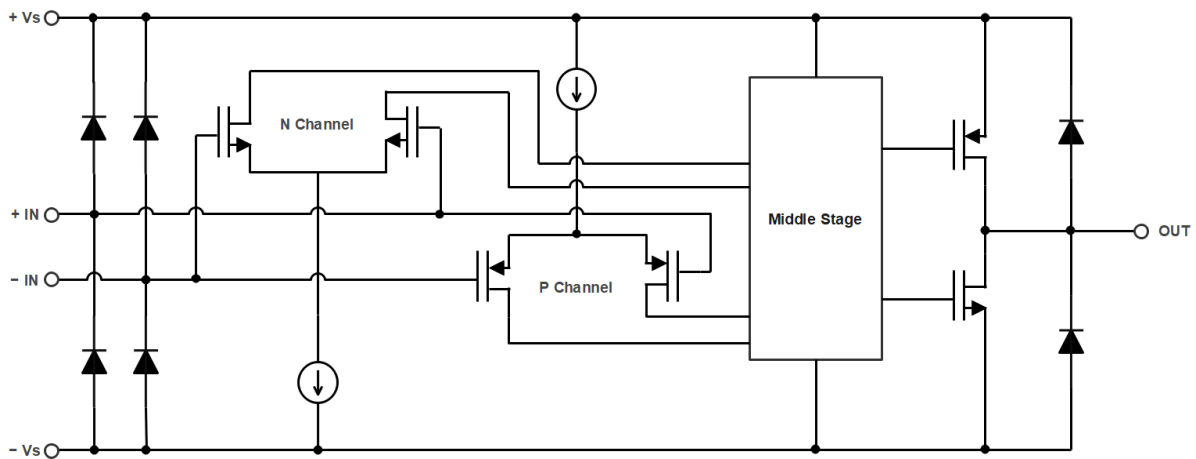 + Vs
N Channel
+ IN
Middle Stage
OUT
− IN
P Channel
− Vs